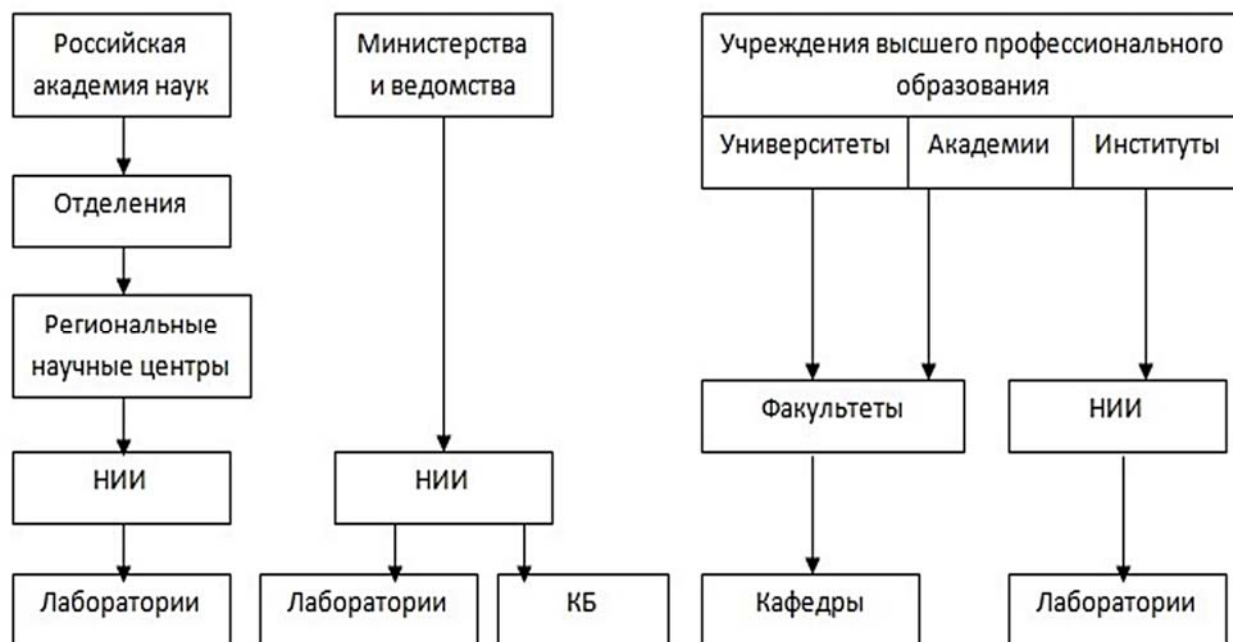 Российская
академия наук
Отделения
Региональные
научные центры
НИИ
Лаборатории
Министерства
и ведомства
НИИ
Лаборатории
КБ
Учреждения высшего профессионального
образования
Университеты
Академии
Институты
Факультеты
НИИ
Кафедры
Лаборатории